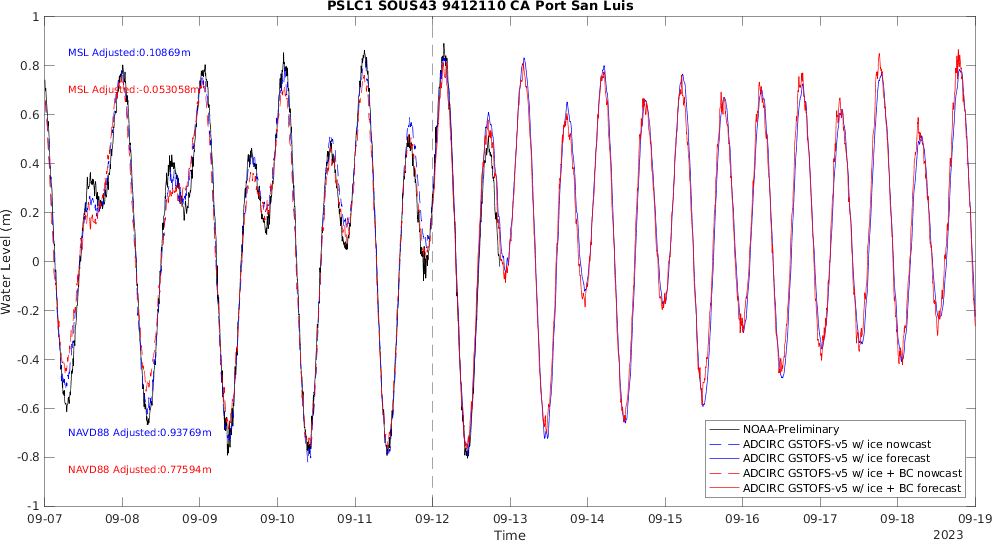 PSLC1 SOUS43 9412110 CA Port San Luis
1
0.8
0.6
0.4
0.2
0
-0.2
-0.4
-0.6
-0.8
-1
Water Level (m)
MSL Adjusted:0.10869m
MSL Adjusted:-0.053058m
NAVD88 Adjusted:0.93769m
NAVD88 Adjusted:0.77594m
NOAA-Preliminary
ADCIRC GSTOFS-v5 w/ ice nowcast
ADCIRC GSTOFS-v5 w/ ice forecast
ADCIRC GSTOFS-v5 w/ ice + BC nowcast
ADCIRC GSTOFS-v5 w/ ice + BC forecast
09-07 09-08 09-09 09-10 09-11 09-12 09-13 09-14 09-15 09-16 09-17 09-18 09-19
Time
2023